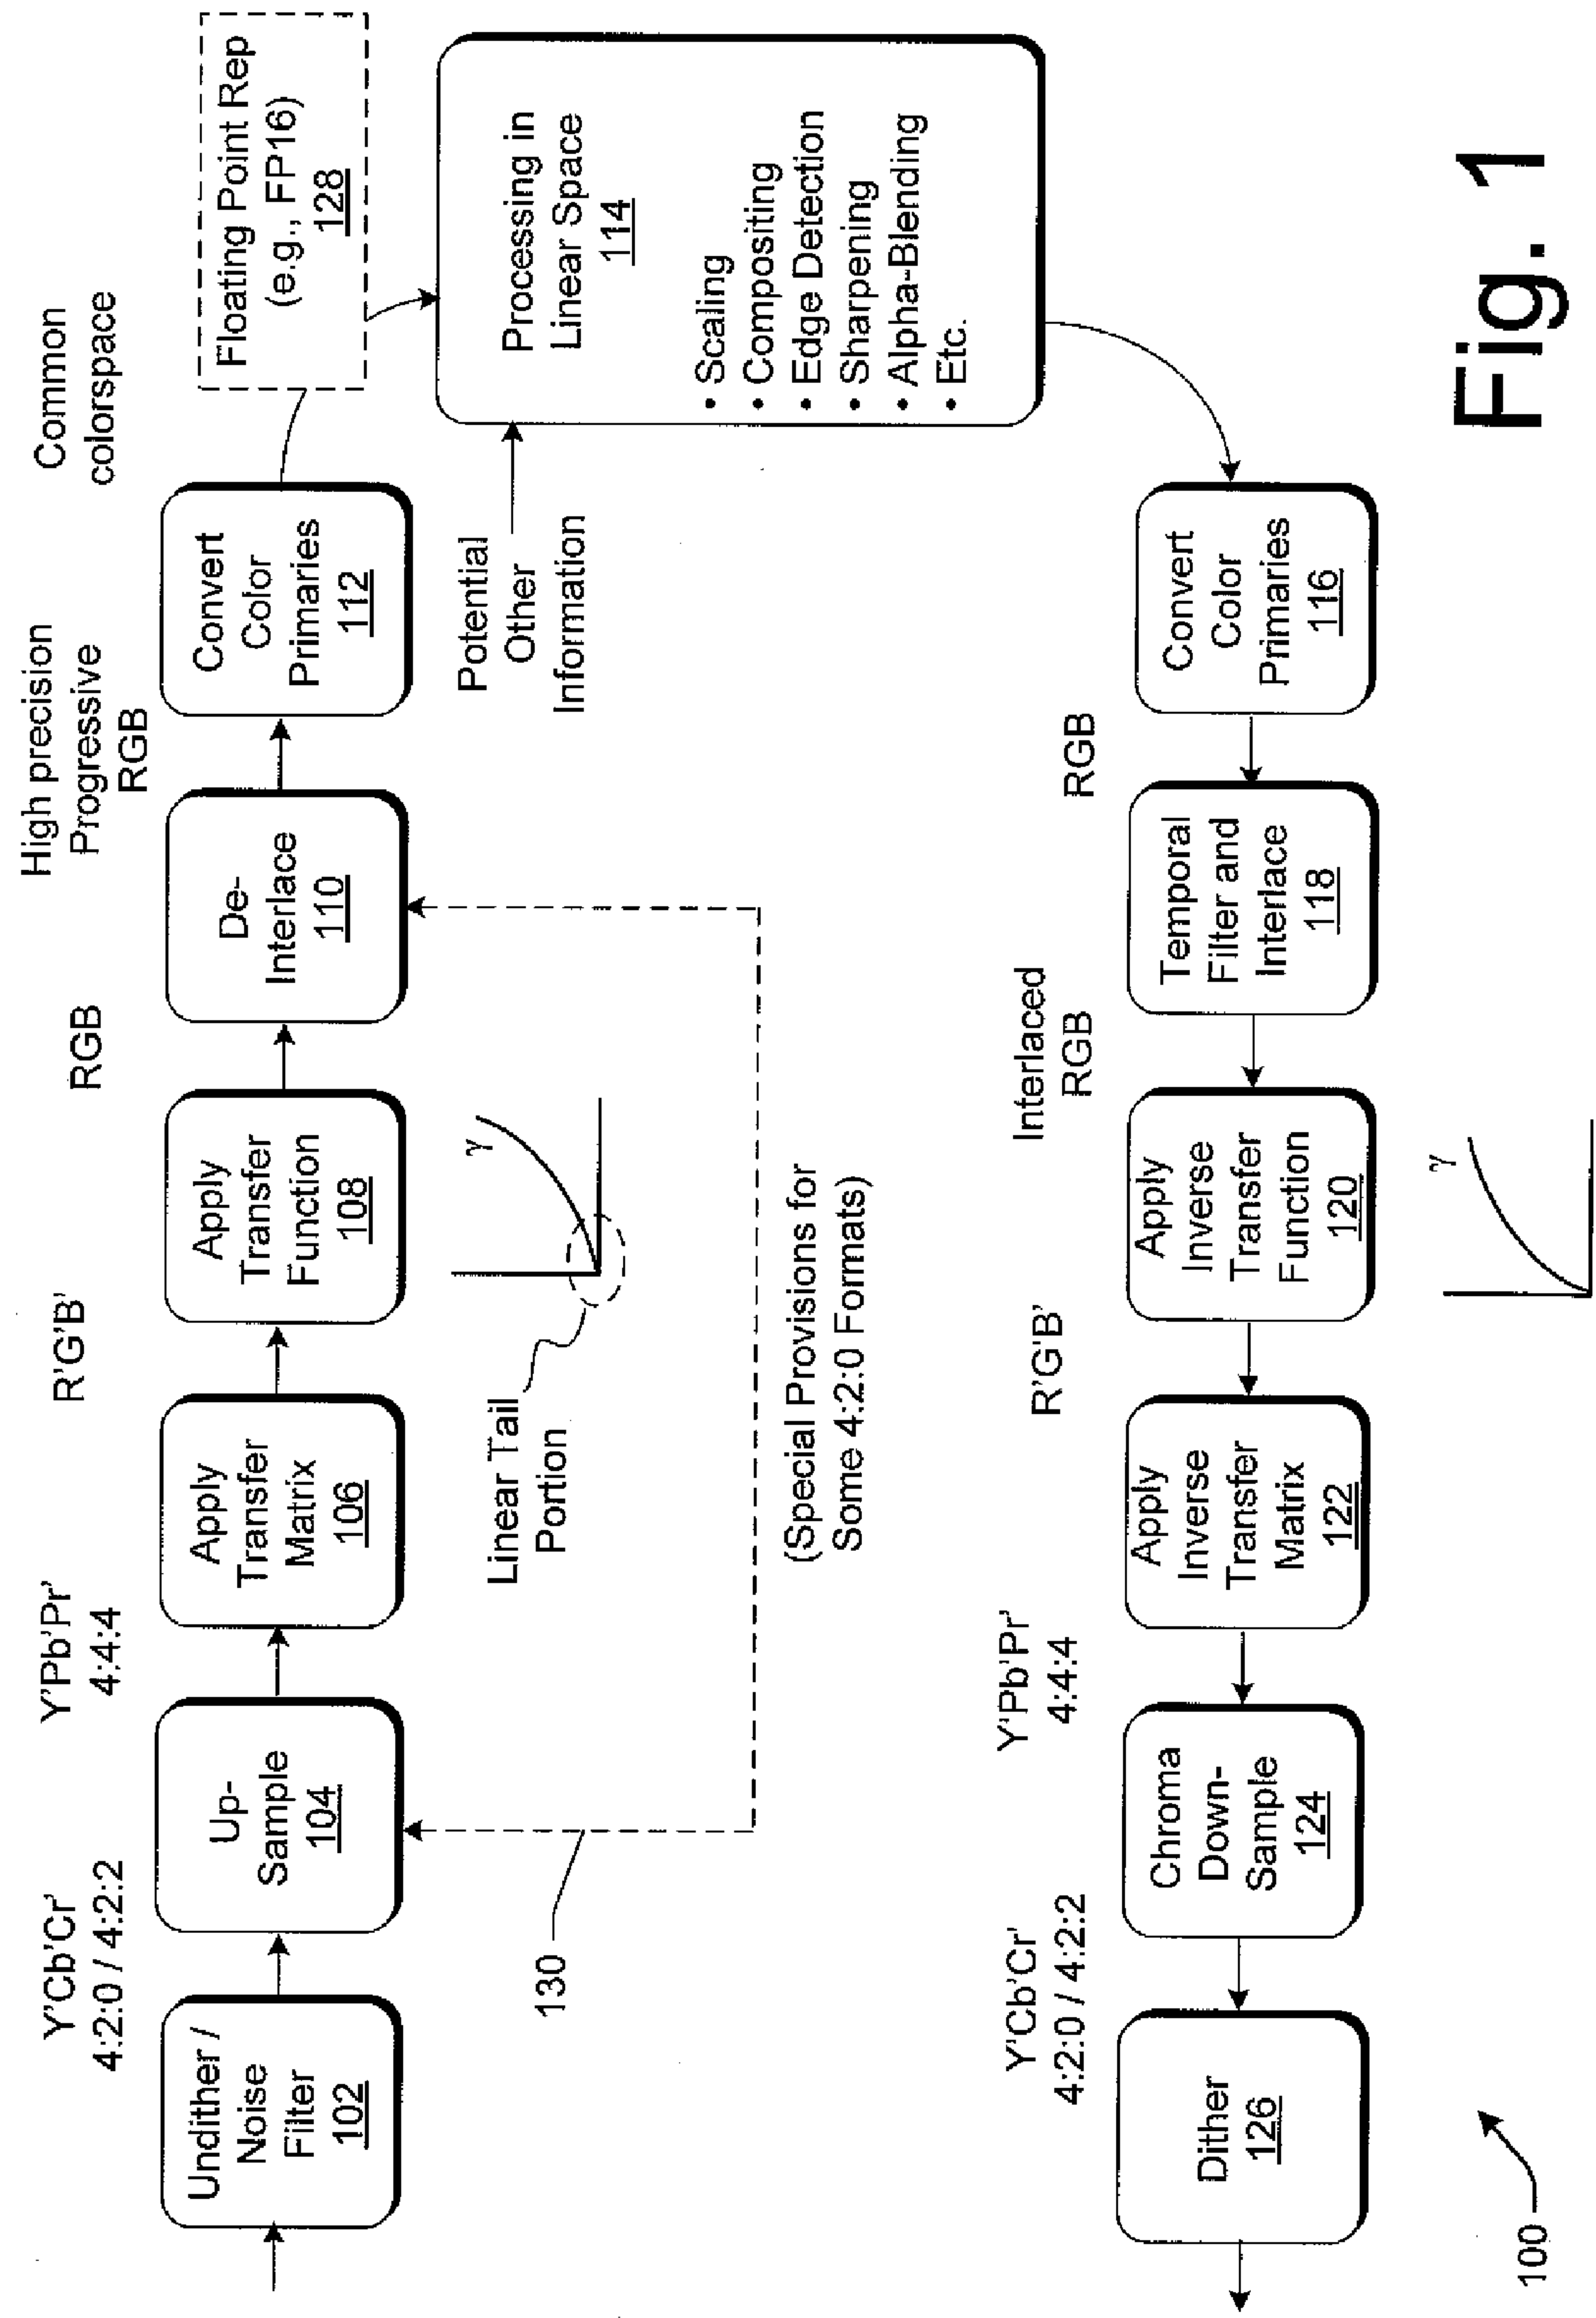 Y'Cb'Cr'
4:2:0 / 4:2:2
Y'Pb'Pr'
4:4:4
R'G'B'
RGB
High precision
Progressive
RGB
Common
colorspace
Undither /
Noise
Filter
102
Up-
Sample
104
Apply
Transfer
Matrix
106
Apply
Transfer
Function
108
De-
Interlace
110
Convert
Color
Primaries
112
Floating Point Rep
(e.g., FP16)
128
130
Linear Tail
Portion
γ
Potential
Other
Information
Processing in
Linear Space
114
• Scaling
• Compositing
• Edge Detection
• Sharpening
• Alpha-Blending
• Etc.
(Special Provisions for
Some 4:2:0 Formats)
Y'Cb'Cr'
4:2:0 / 4:2:2
Y'Pb'Pr'
4:4:4
R'G'B'
Interlaced
RGB
RGB
Dither
126
Chroma
Down-
Sample
124
Apply
Inverse
Transfer
Matrix
122
Apply
Inverse
Transfer
Function
120
Temporal
Filter and
Interlace
118
Convert
Color
Primaries
116
γ
100
Fig. 1